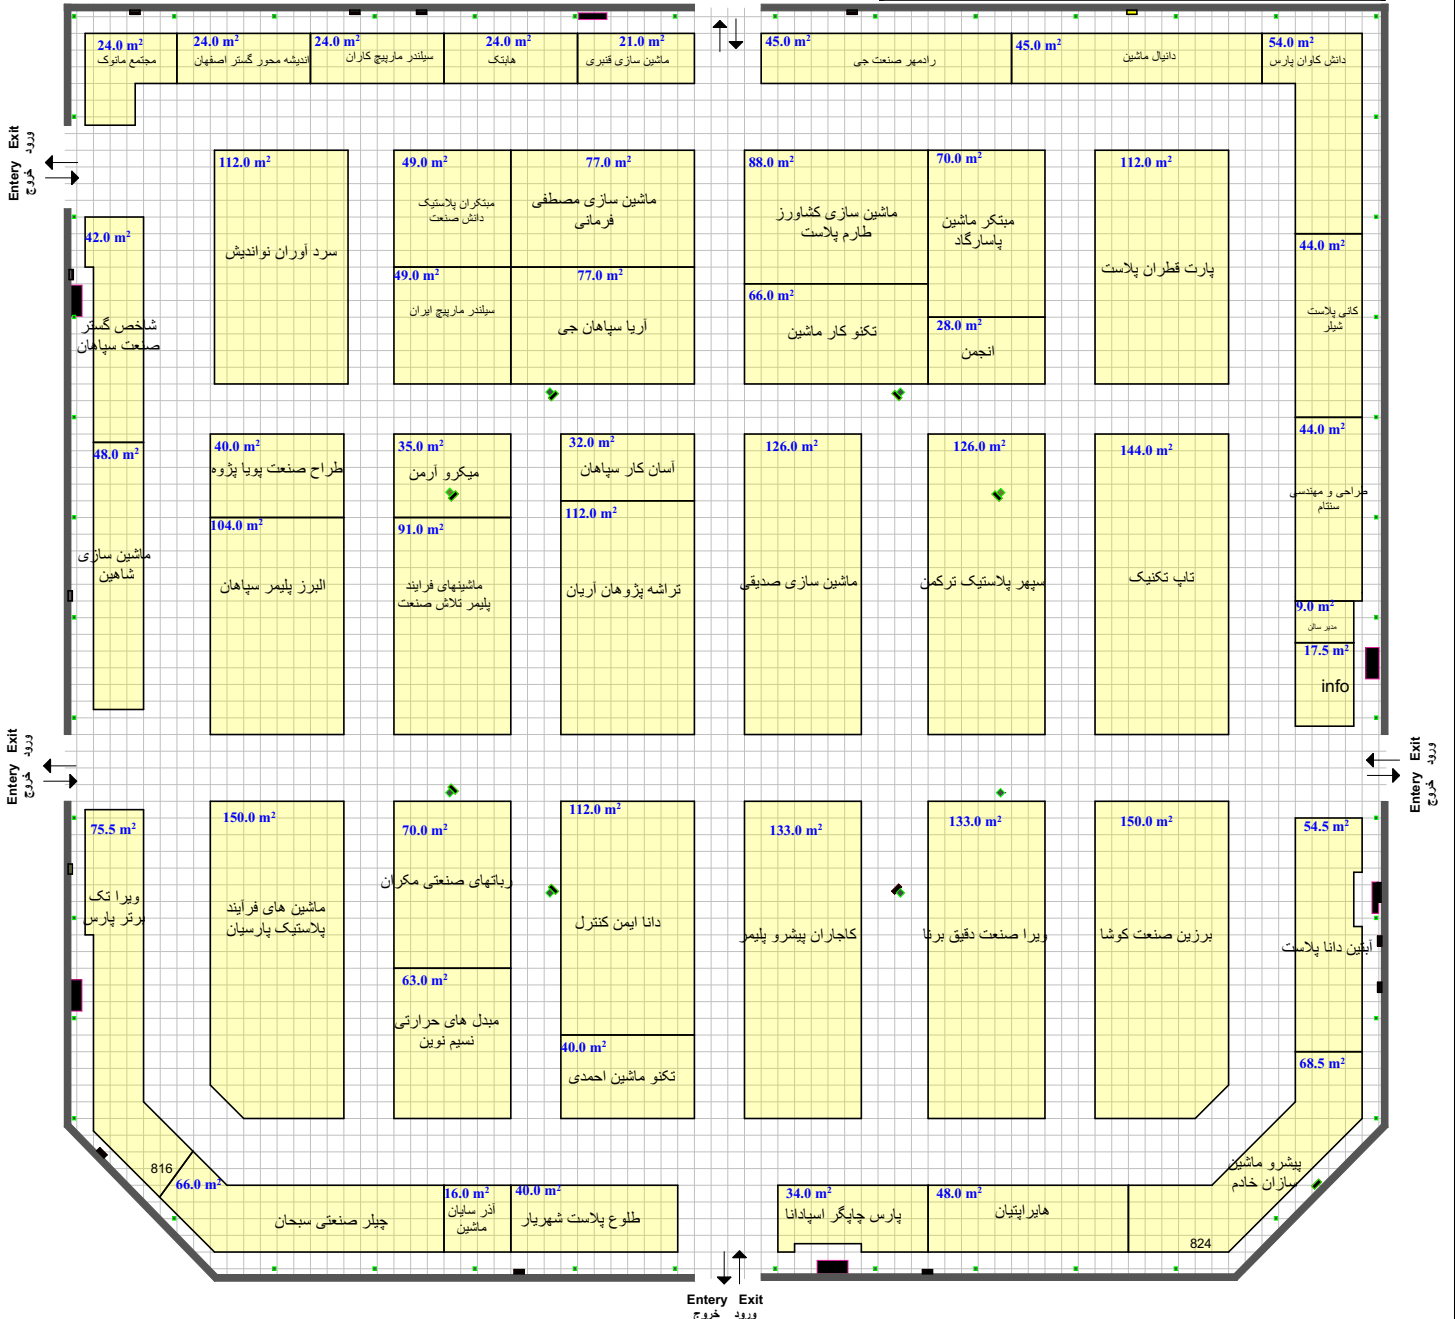 24.0 m²
مجتمع مانوک
24.0 m²
اندیشه محور گستر اصفهان
24.0 m²
سیلندر مارپیچ کاران
24.0 m²
هابتک
21.0 m²
ماشین سازی قنبری
45.0 m²
رادمهر صنعت جی
45.0 m²
دانیال ماشین
54.0 m²
دانش کاوان پارس
Entery Exit
خروج ورود
112.0 m²
سرد آوران نواندیش
49.0 m²
مبتکران پلاستیک
دانش صنعت
77.0 m²
ماشین سازی مصطفی
فرمانی
88.0 m²
ماشین سازی کشاورز
طارم پلاست
70.0 m²
مبتکر ماشین
پاسارگاد
112.0 m²
پارت قطران پلاست
42.0 m²
شاخص گستر
صنعت سپاهان
49.0 m²
سیلندر مارپیچ ایران
77.0 m²
آریا سپاهان جی
66.0 m²
تکنو کار ماشین
28.0 m²
انجمن
44.0 m²
کانی پلاست
شیلر
48.0 m²
ماشین سازی
شاهین
40.0 m²
طراح صنعت پویا پژوه
35.0 m²
میکرو آرمن
32.0 m²
آسان کار سپاهان
126.0 m²
ماشین سازی صدیقی
126.0 m²
سپهر پلاستیک ترکمن
144.0 m²
تاپ تکنیک
44.0 m²
طراحی و مهندسی
سنتام
104.0 m²
البرز پلیمر سپاهان
91.0 m²
ماشینهای فرایند
پلیمر تلاش صنعت
112.0 m²
تراشه پژوهان آریان
9.0 m²
مدیر سالن
17.5 m²
info
Entery Exit
خروج ورود
Entery Exit
خروج ورود
75.5 m²
ویرا تک
برتر پارس
150.0 m²
ماشین های فرآیند
پلاستیک پارسیان
70.0 m²
رباتهای صنعتی مکران
112.0 m²
دانا ایمن کنترل
133.0 m²
کاجاران پیشرو پلیمر
133.0 m²
ویرا صنعت دقیق برنا
150.0 m²
برزین صنعت کوشا
54.5 m²
آبتین دانا پلاست
63.0 m²
مبدل های حرارتی
نسیم نوین
40.0 m²
تکنو ماشین احمدی
68.5 m²
پیشرو ماشین
سازان خادم
816
66.0 m²
چیلر صنعتی سبحان
16.0 m²
آذر سایان
ماشین
40.0 m²
طلوع پلاست شهریار
34.0 m²
پارس چاپگر اسپادانا
48.0 m²
هایراپتیان
824
Entery Exit
خروج ورود